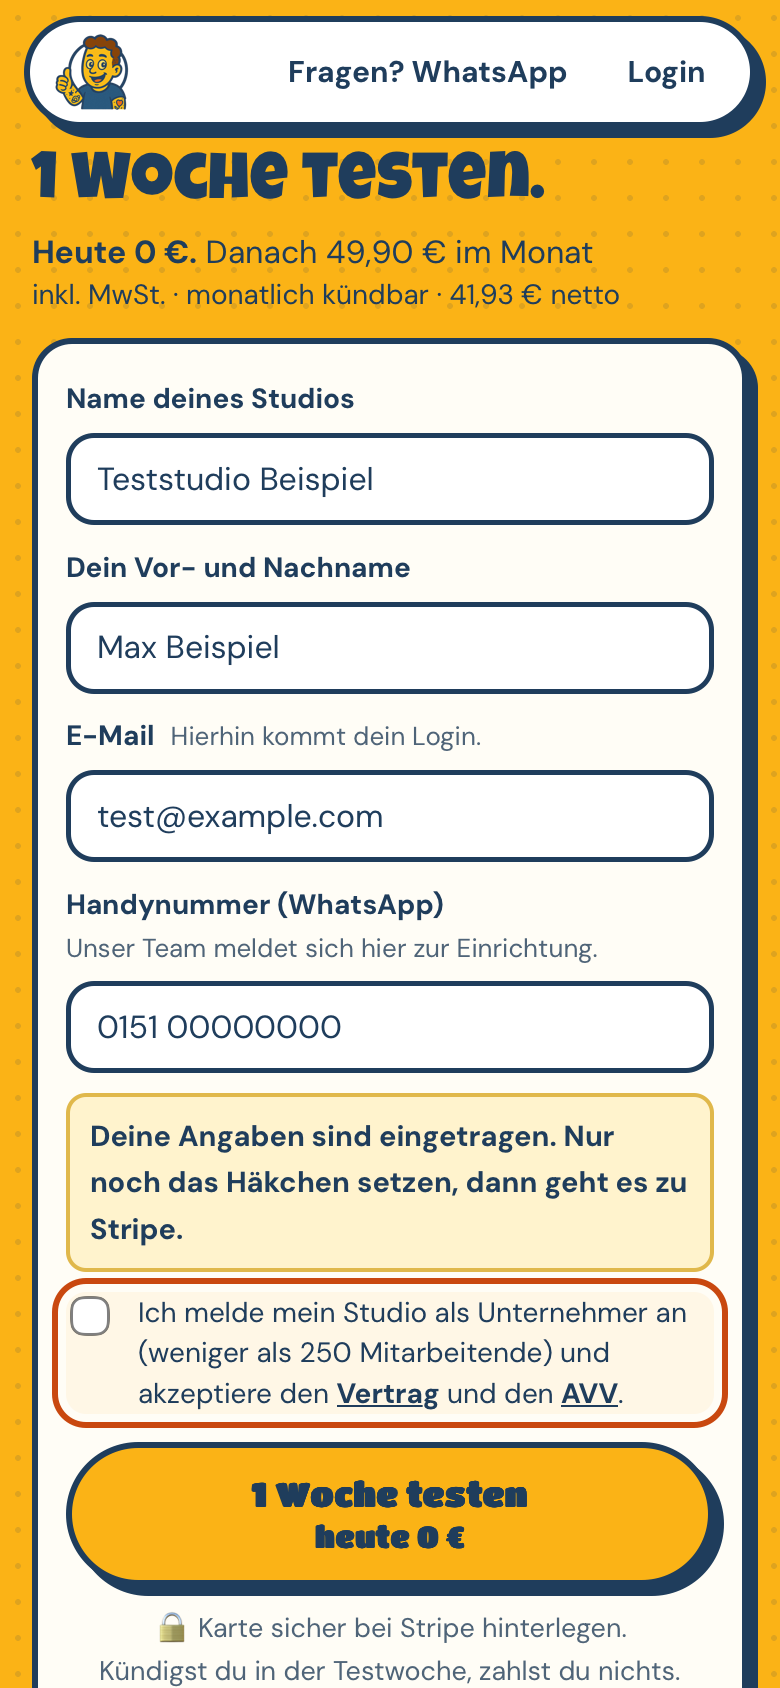 Fragen? WhatsApp Login
1 Woche testen.
Heute 0 €. Danach 49,90 € im Monat
inkl. MwSt. · monatlich kündbar · 41,93 € netto
Name deines Studios
Teststudio Beispiel
Dein Vor- und Nachname
Max Beispiel
E-Mail Hierhin kommt dein Login.
test@example.com
Handynummer (WhatsApp)
Unser Team meldet sich hier zur Einrichtung.
0151 00000000
Deine Angaben sind eingetragen. Nur
noch das Häkchen setzen, dann geht es zu
Stripe.
Ich melde mein Studio als Unternehmer an
(weniger als 250 Mitarbeitende) und
akzeptiere den Vertrag und den AVV.
1 Woche testen
heute 0 €
Karte sicher bei Stripe hinterlegen.
Kündigst du in der Testwoche, zahlst du nichts.